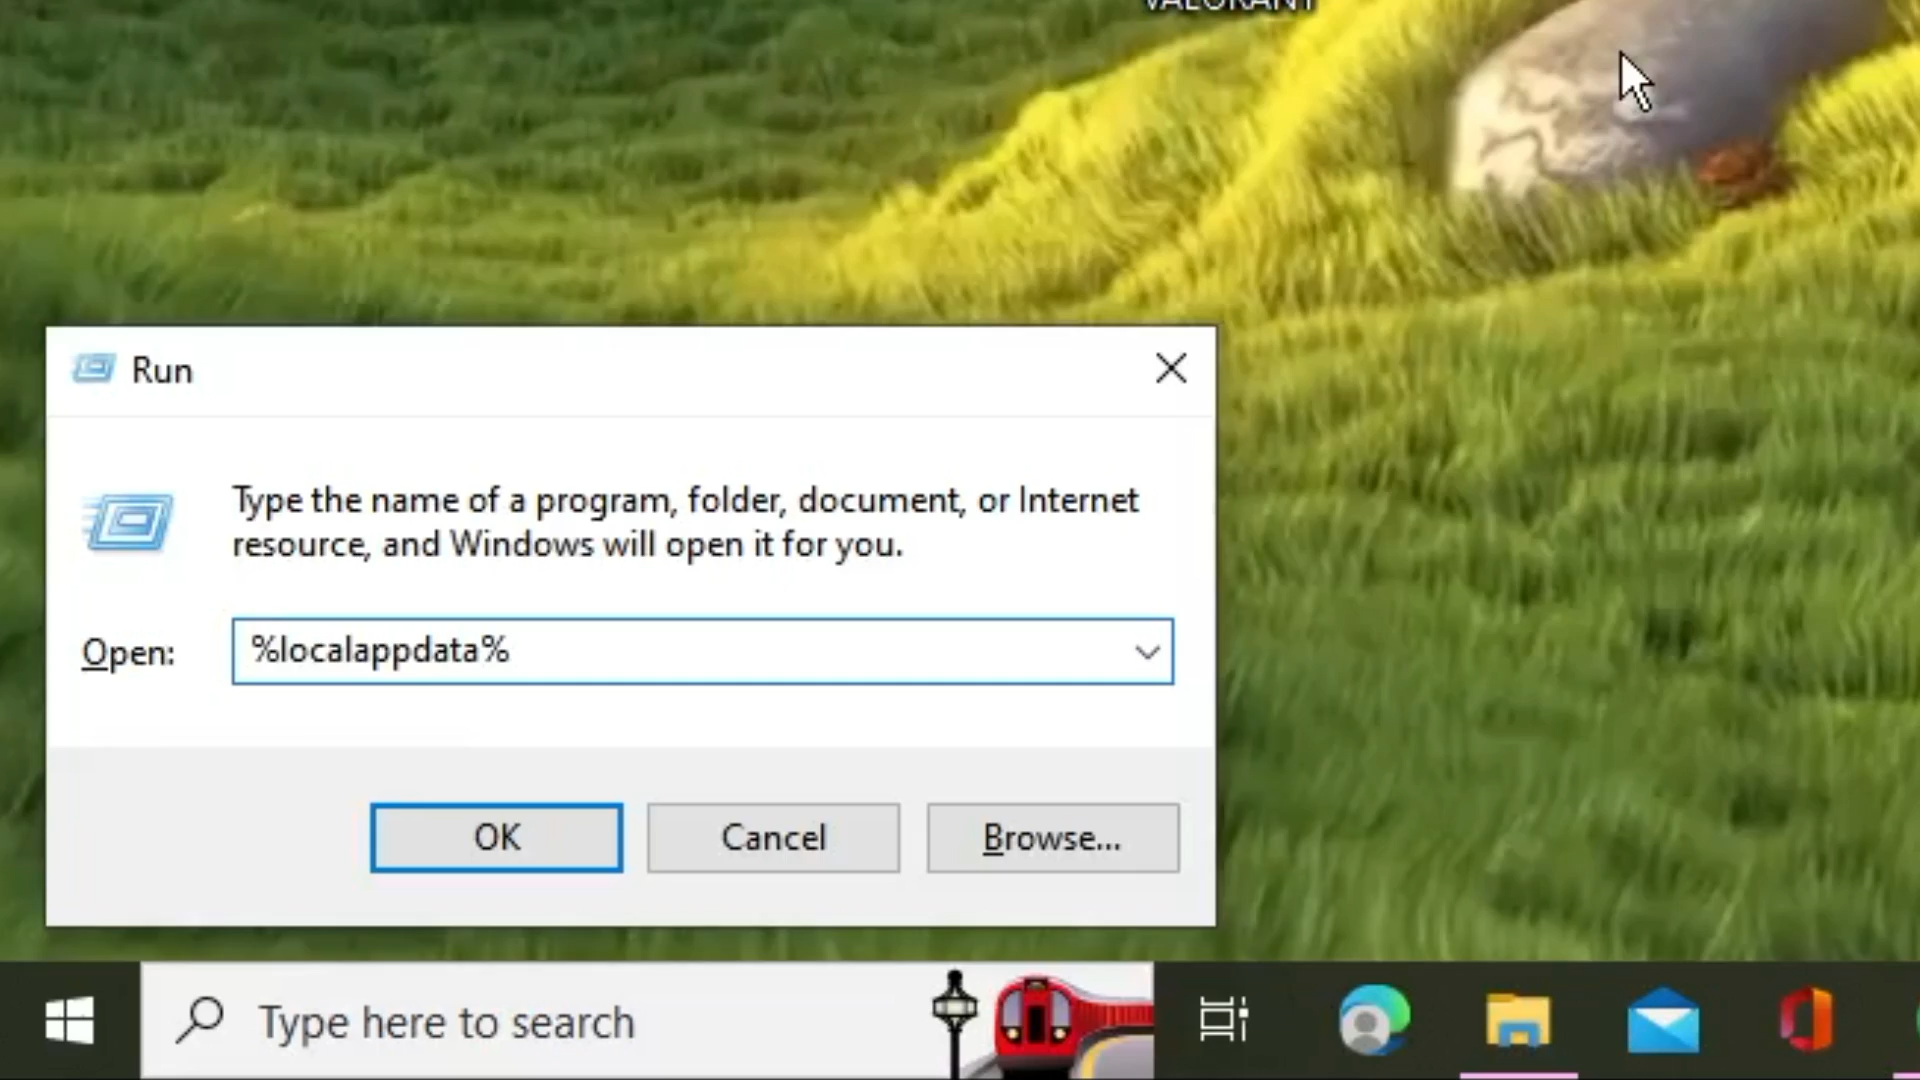 VALORANT
Run
Type the name of a program, folder, document, or Internet
resource, and Windows will open it for you.
Open:
%localappdata%
OK
Cancel
Browse...
Type here to search